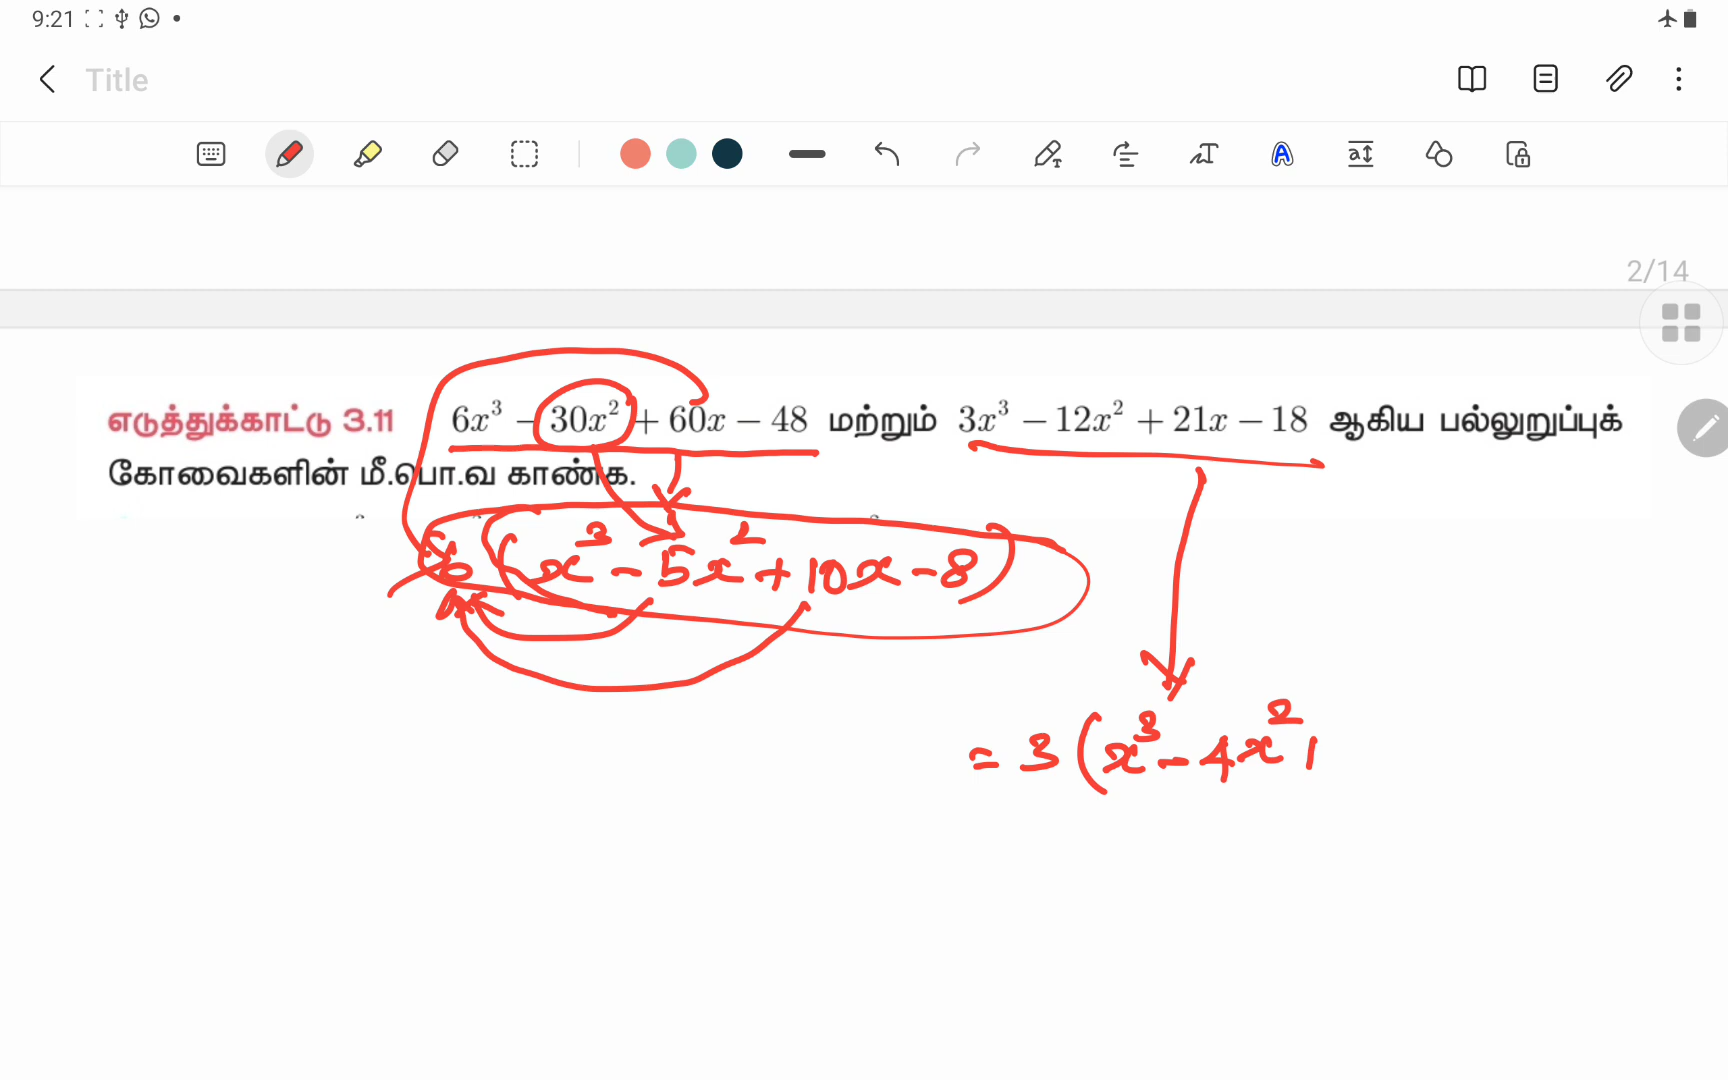 9:21
Title
2/14
எடுத்துக்காட்டு 3.11 6x³ − 30x² + 60x − 48 மற்றும் 3x³ − 12x² + 21x − 18 ஆகிய பல்லுறுப்புக்
கோவைகளின் மீ.பொ.வ காண்க.
6(x³ − 5x² + 10x − 8)
= 3(x³ − 4x²